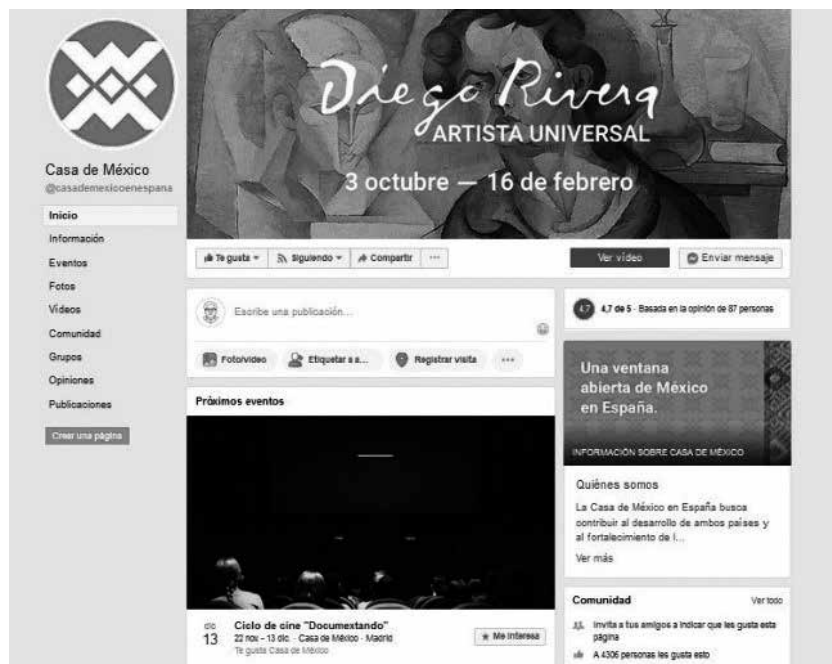 Diego Rivera
ARTISTA UNIVERSAL
3 octubre — 16 de febrero
Casa de México
@casademexicoenespana
Inicio
Información
Eventos
Fotos
Vídeos
Comunidad
Grupos
Opiniones
Publicaciones
Crear una página
Te gusta
Siguiendo
Compartir
...
Ver vídeo
Enviar mensaje
Escribe una publicación...
Foto/vídeo
Etiquetar a a...
Registrar visita
...
Próximos eventos
dic
13
Ciclo de cine "Documextando"
22 nov - 13 dic · Casa de México · Madrid
Te gusta Casa de México
Me interesa
4,7
4,7 de 5 · Basada en la opinión de 87 personas
Una ventana
abierta de México
en España.
INFORMACIÓN SOBRE CASA DE MÉXICO
Quiénes somos
La Casa de México en España busca
contribuir al desarrollo de ambos países y
al fortalecimiento de l...
Ver más
Comunidad
Ver todo
Invita a tus amigos a indicar que les gusta esta
página
A 4306 personas les gusta esto